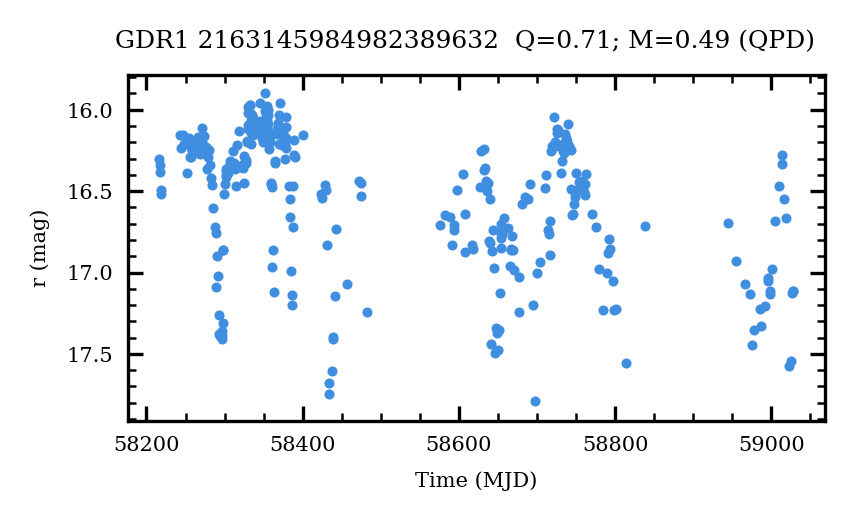 GDR1 2163145984982389632  Q=0.71; M=0.49 (QPD)
16.0
16.5
17.0
17.5
r (mag)
58200 58400 58600 58800 59000
Time (MJD)